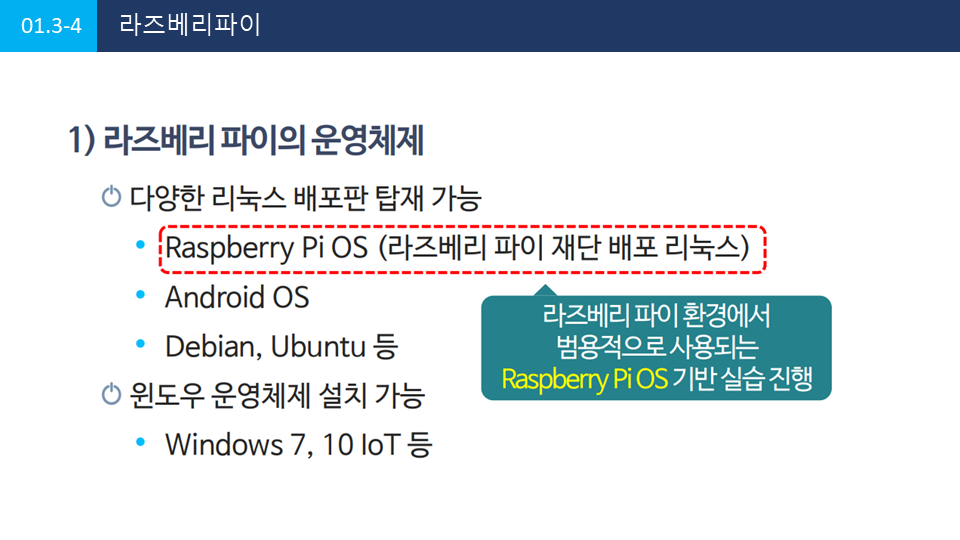 01.3-4 라즈베리파이
1) 라즈베리 파이의 운영체제
다양한 리눅스 배포판 탑재 가능
• Raspberry Pi OS (라즈베리 파이 재단 배포 리눅스)
• Android OS
라즈베리 파이 환경에서
범용적으로 사용되는
Raspberry Pi OS 기반 실습 진행
• Debian, Ubuntu 등
윈도우 운영체제 설치 가능
• Windows 7, 10 IoT 등